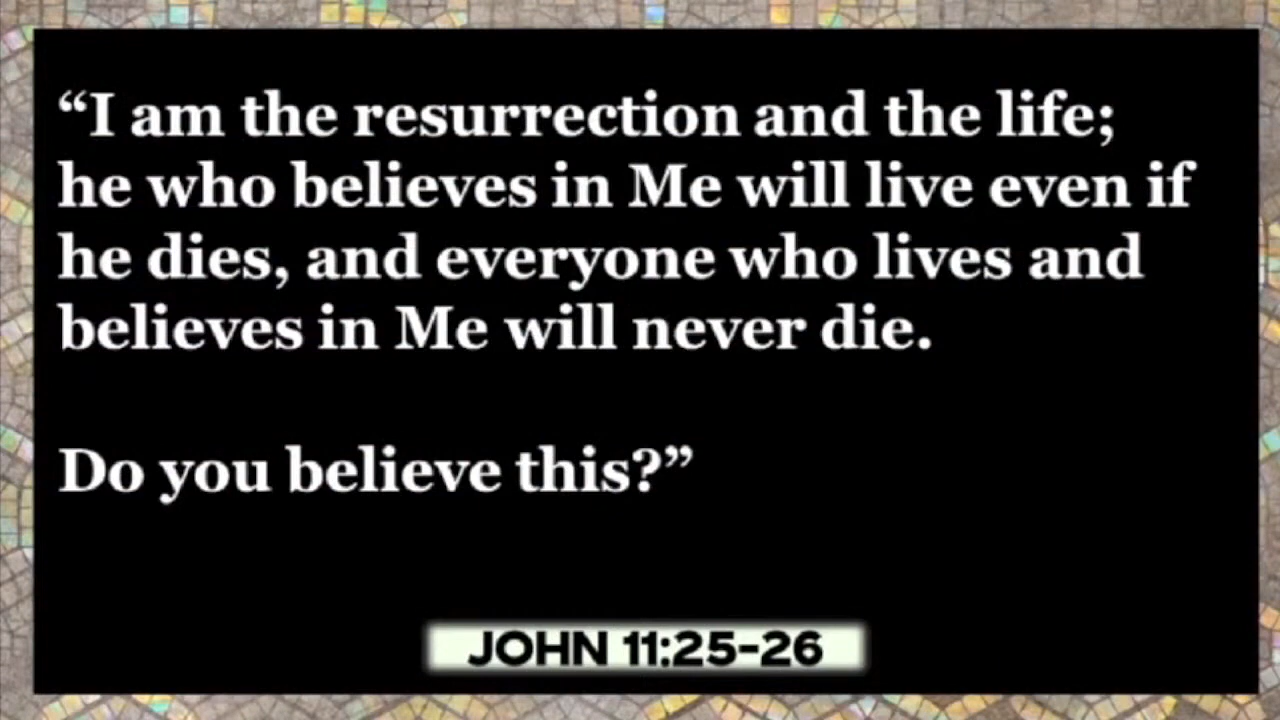 “I am the resurrection and the life;
he who believes in Me will live even if
he dies, and everyone who lives and
believes in Me will never die.
Do you believe this?”
JOHN 11:25-26